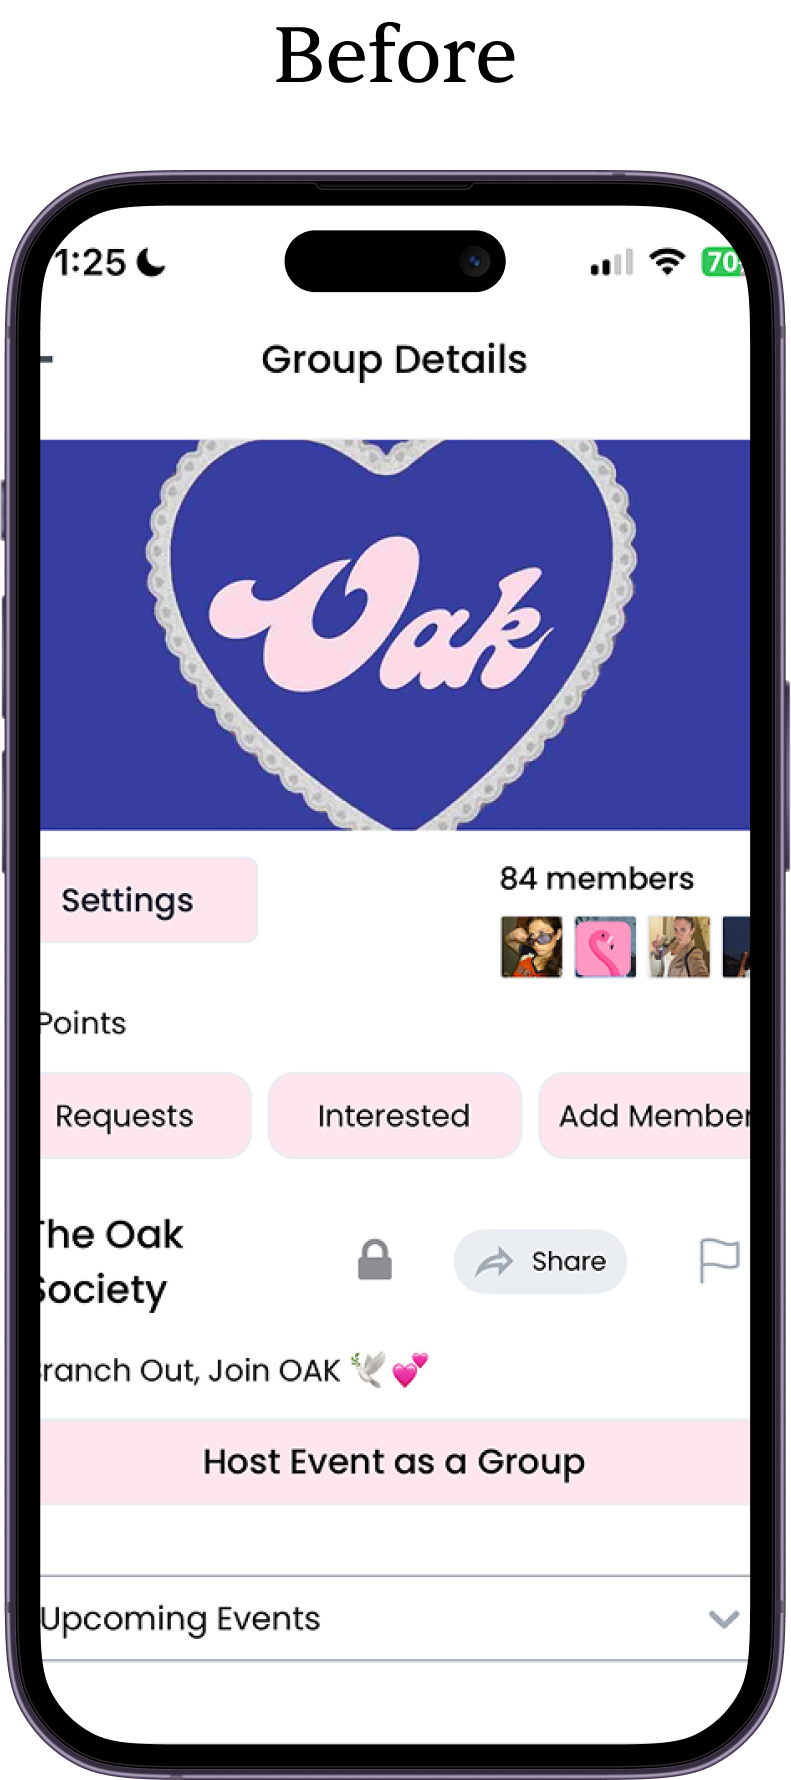 Before
1:25
70
Group Details
Oak
Settings
84 members
Points
Requests
Interested
Add Member
The Oak
Society
Branch Out, Join OAK 🕊️ 💕
Share
Host Event as a Group
Upcoming Events